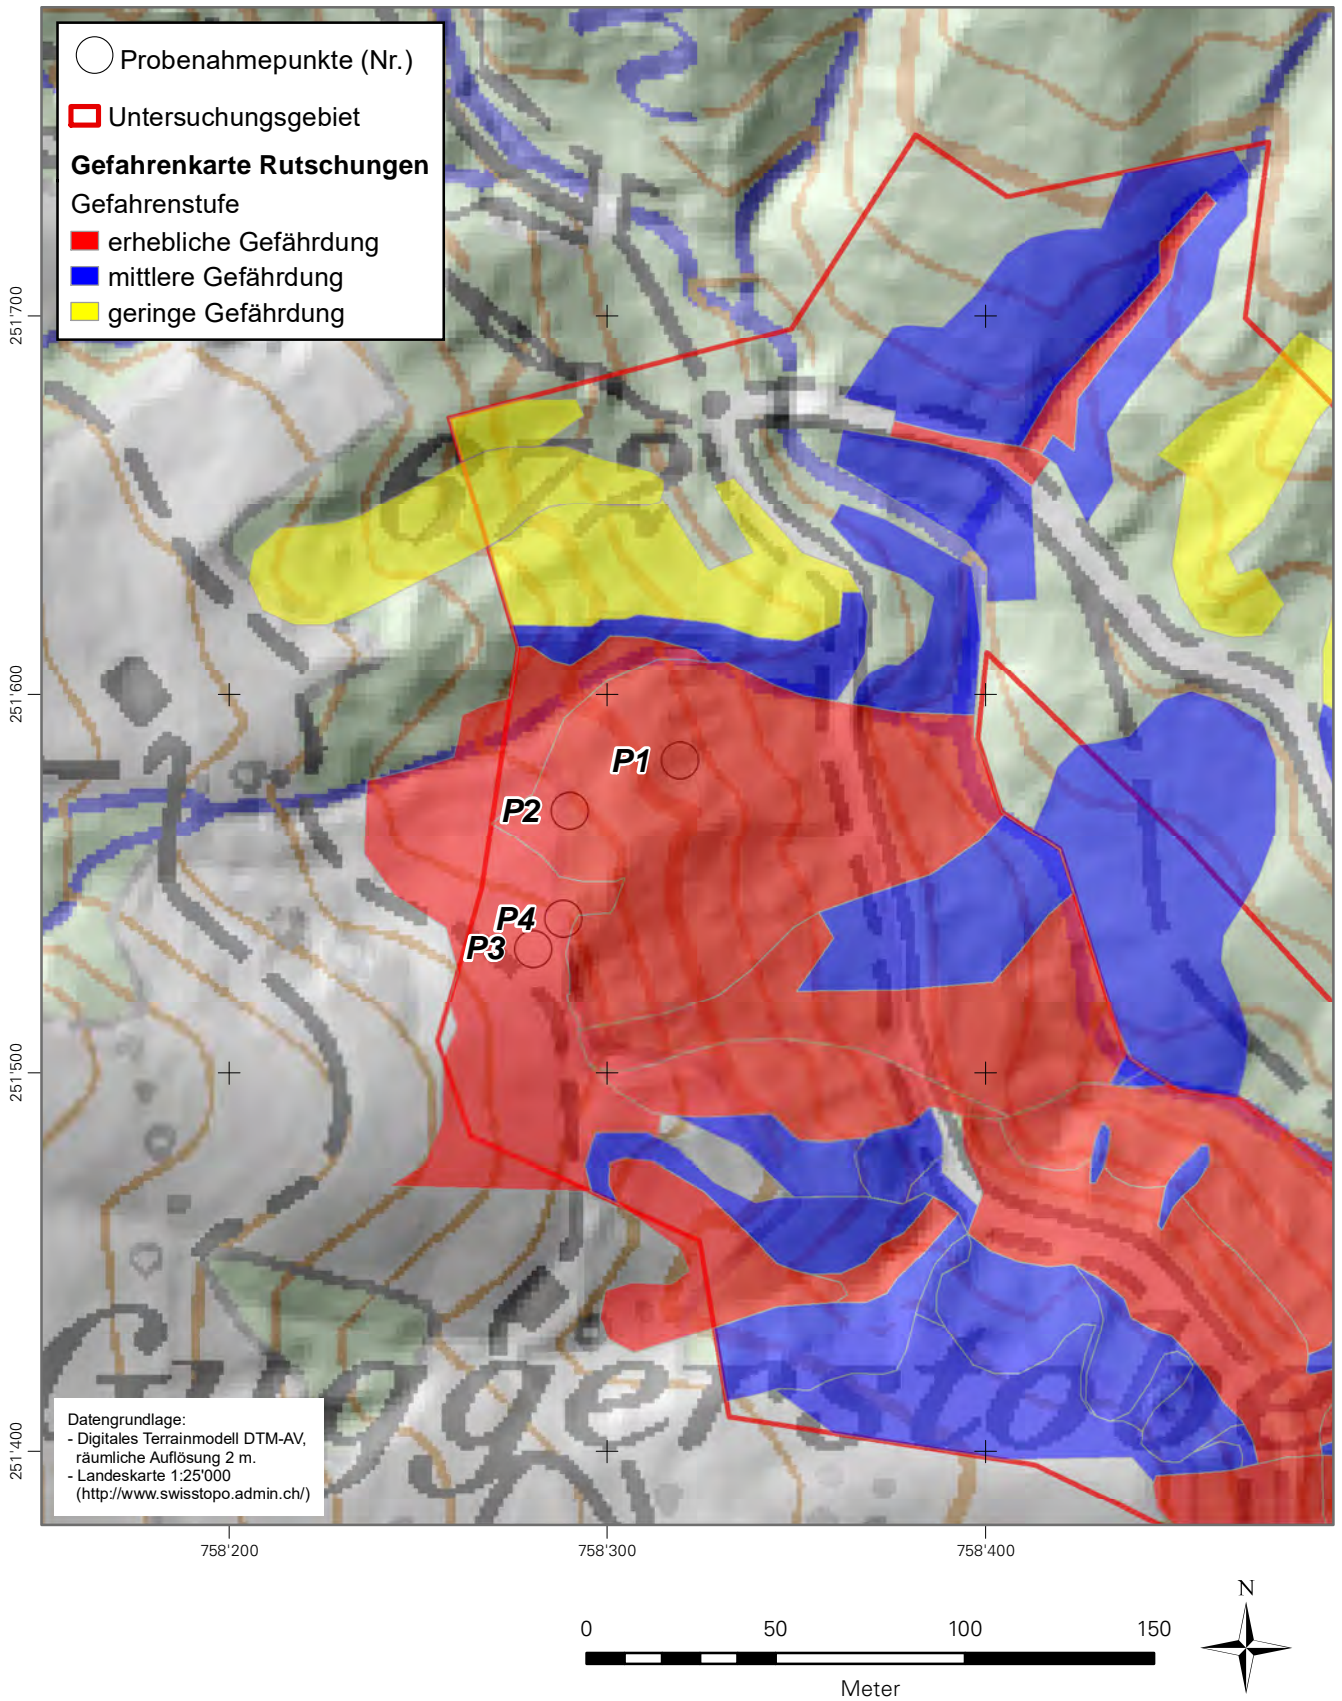 Probenahmepunkte (Nr.)
Untersuchungsgebiet
Gefahrenkarte Rutschungen
Gefahrenstufe
erhebliche Gefährdung
mittlere Gefährdung
geringe Gefährdung
251'700
251'600
P1
P2
P4
P3
251'500
251'400
Datengrundlage:
- Digitales Terrainmodell DTM-AV,
räumliche Auflösung 2 m.
- Landeskarte 1:25'000
(http://www.swisstopo.admin.ch/)
758'200
758'300
758'400
N
0 50 100 150
Meter